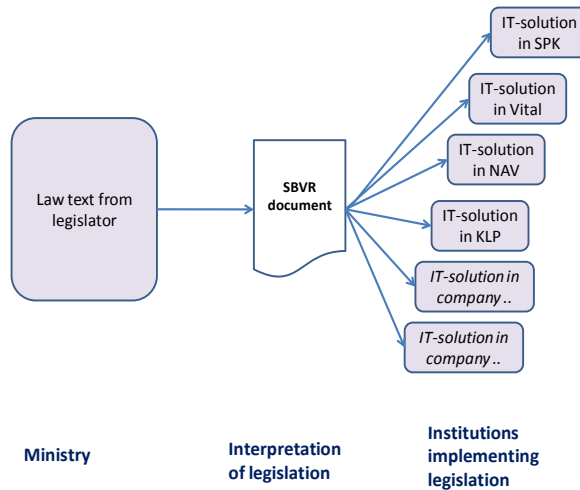 IT-solution
in SPK
IT-solution
in Vital
IT-solution
in NAV
IT-solution
in KLP
IT-solution in
company ..
IT-solution in
company ..
SBVR
document
Law text from
legislator
Ministry
Interpretation
of legislation
Institutions
implementing
legislation